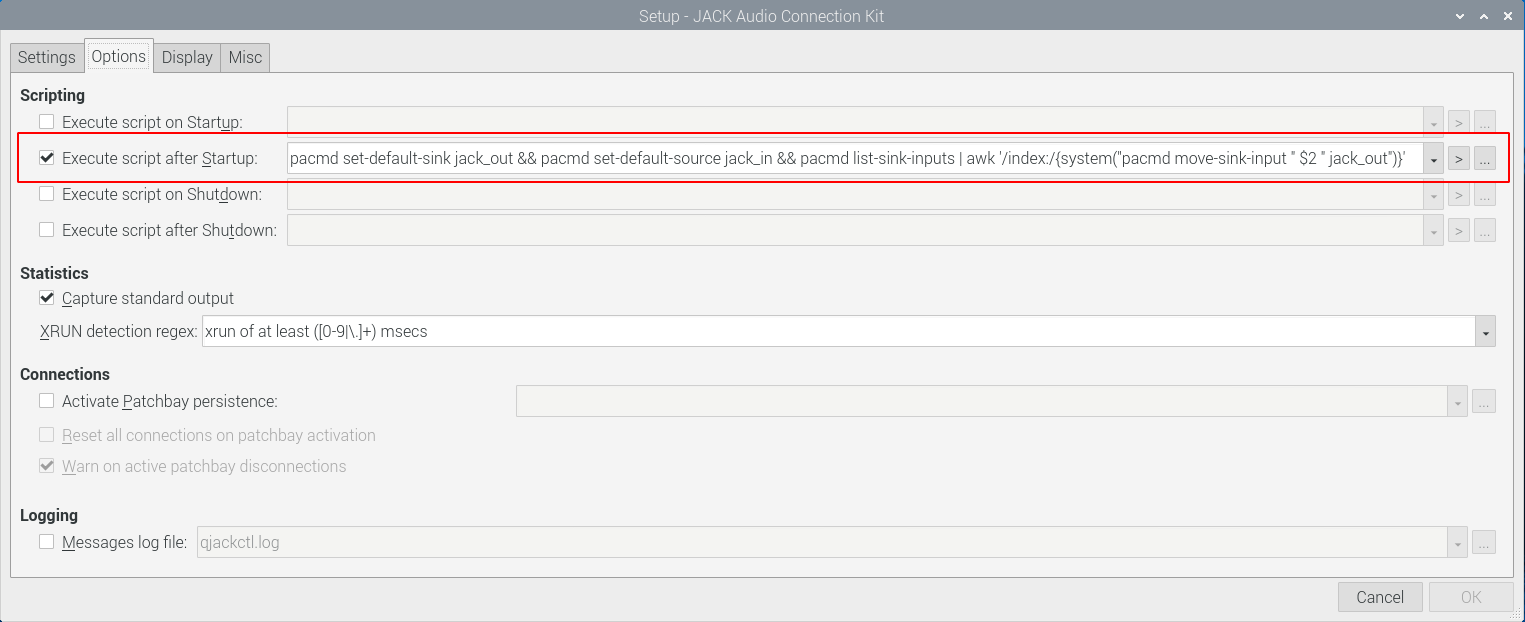 Setup - JACK Audio Connection Kit
Settings Options Display Misc
Scripting
Execute script on Startup: > ...
Execute script after Startup: pacmd set-default-sink jack_out && pacmd set-default-source jack_in && pacmd list-sink-inputs | awk '/index:/{system("pacmd move-sink-input " $2 " jack_out")}' > ...
Execute script on Shutdown: > ...
Execute script after Shutdown: > ...
Statistics
Capture standard output
XRUN detection regex: xrun of at least ([0-9|\.]+) msecs
Connections
Activate Patchbay persistence: ...
Reset all connections on patchbay activation
Warn on active patchbay disconnections
Logging
Messages log file: qjackctl.log ...
Cancel OK